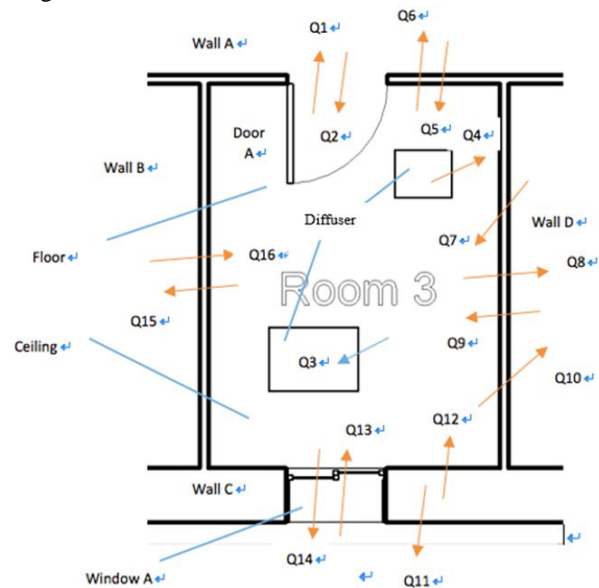 Q1
Q6
Wall A
Door
A
Q2
Q5
Q4
Wall B
Diffuser
Wall D
Q7
Floor
Q16
Q8
Room 3
Q15
Q9
Ceiling
Q3
Q10
Q12
Q13
Wall C
Q14
Window A
Q11